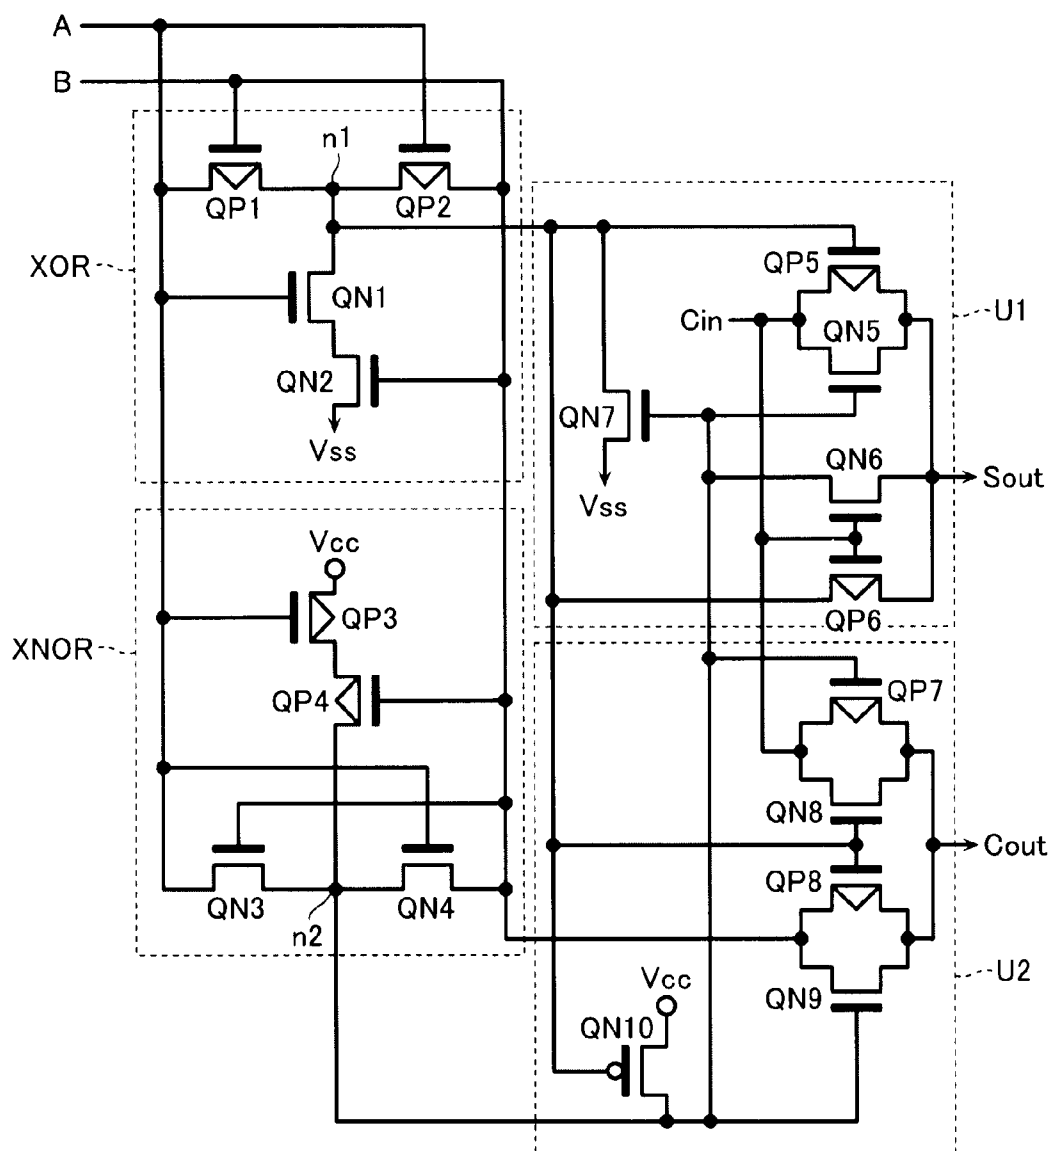 A
B
n1
QP1
QP2
XOR
QN1
QN2
Vss
QP5
Cin
QN5
U1
QN7
Vss
QN6
Sout
QP6
Vcc
QP3
XNOR
QP4
QP7
QN8
Cout
QP8
QN3
QN4
n2
QN9
U2
Vcc
QN10